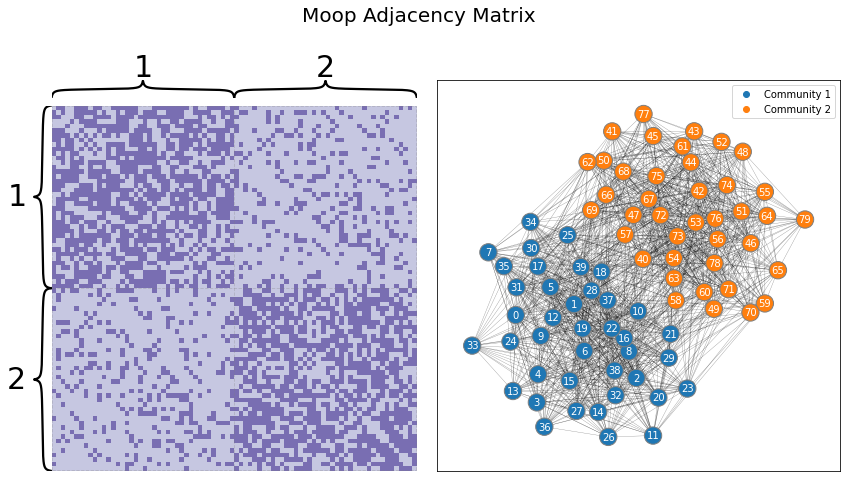 Moop Adjacency Matrix
1 2
1
2
Community 1
Community 2
77
41 45 43
52
61 48
62 50 44
68
75 74
42 55
66 67
69 47 72 51 64
53 76 79
34 57 73 56 46
25
7 30 40 54 78
35 17 39 18 63 65
31 5 28 60 71
1 37 58 59
0 12 10 49 70
19 22 21
33 24 9 16
6 8 29
4 38
15 2
13 32 20 23
3 27 14
36 26 11